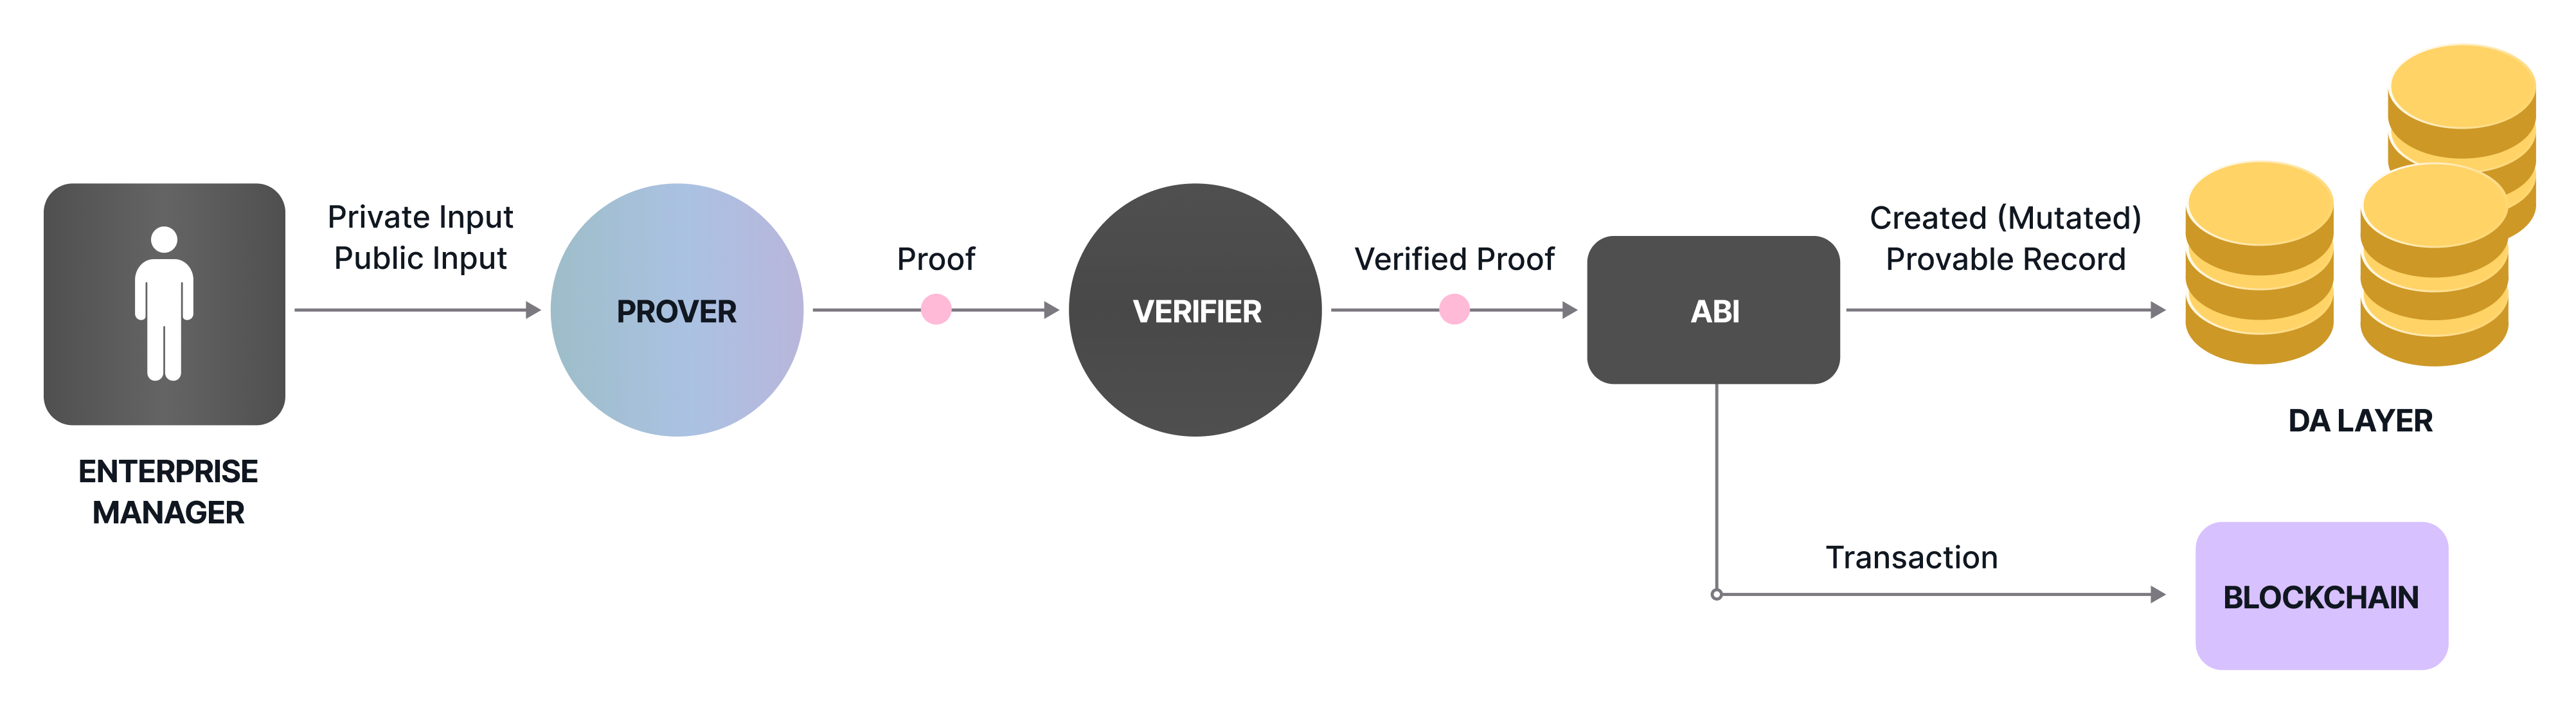 Private Input
Public Input
PROVER
Proof
VERIFIER
Verified Proof
ABI
Created (Mutated)
Provable Record
DA LAYER
ENTERPRISE
MANAGER
Transaction
BLOCKCHAIN